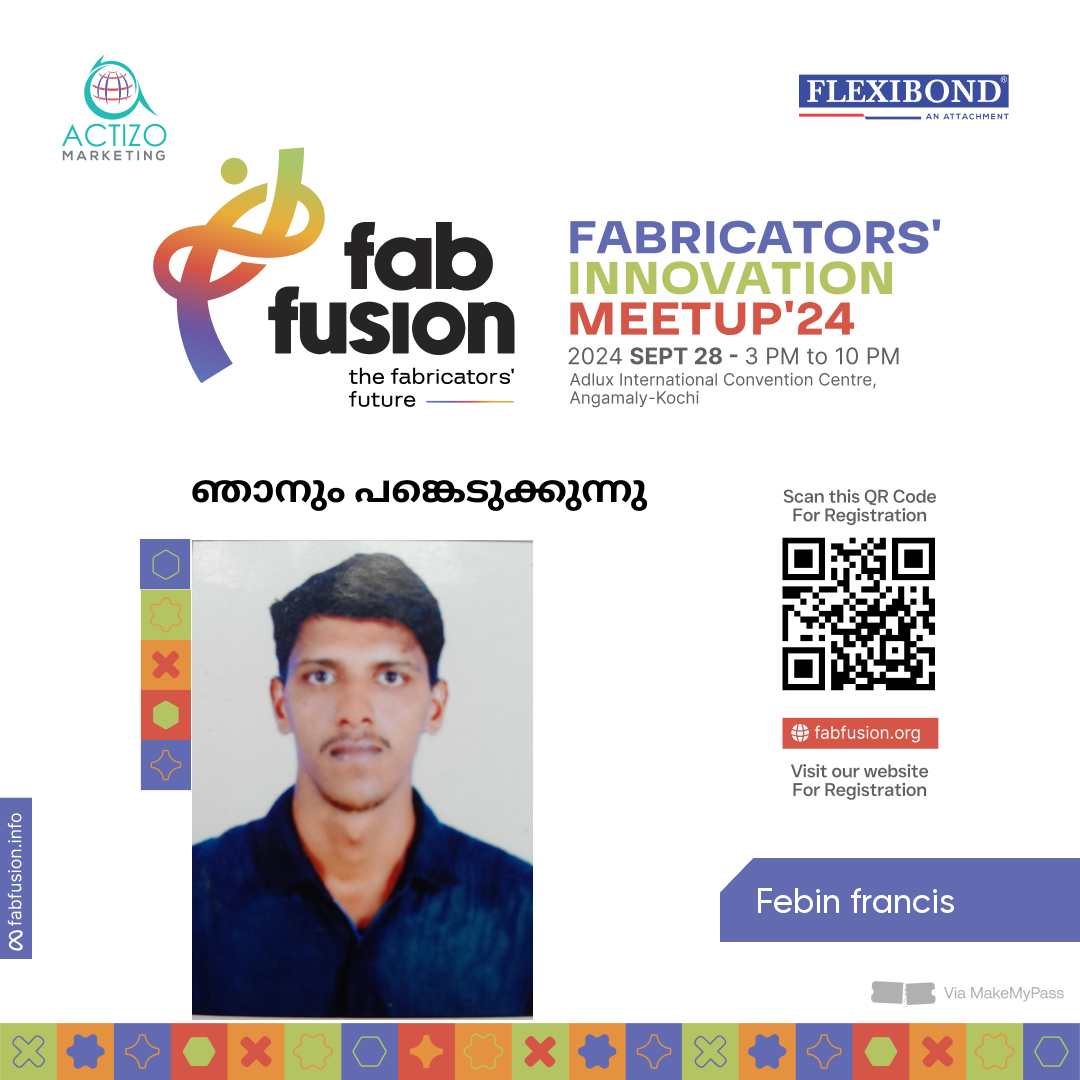 ACTIZO
MARKETING
FLEXIBOND®
AN ATTACHMENT
fab
fusion
the fabricators'
future
FABRICATORS'
INNOVATION
MEETUP'24
2024 SEPT 28 - 3 PM to 10 PM
Adlux International Convention Centre,
Angamaly-Kochi
ഞാനും പങ്കെടുക്കുന്നു
Scan this QR Code
For Registration
fabfusion.org
Visit our website
For Registration
fabfusion.info
Febin francis
Via MakeMyPass